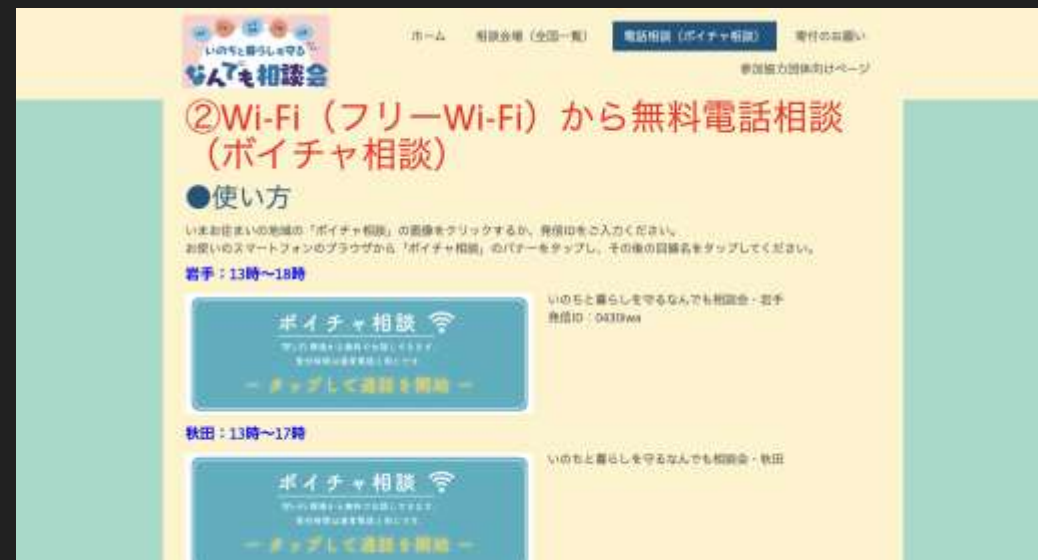 いのちと暮らしを守る
なんでも相談会
ホーム 相談会場（全国一覧） 電話相談（ボイチャ相談） 寄付のお願い
参加協力団体向けページ
②Wi-Fi（フリーWi-Fi）から無料電話相談
（ボイチャ相談）
●使い方
いまお住まいの地域の「ボイチャ相談」の画像をクリックするか、発信IDをご入力ください。
お使いのスマートフォンのブラウザから「ボイチャ相談」のバナーをタップし、その後の回線名をタップしてください。
岩手：13時〜18時
ボイチャ相談
ー タップして通話を開始 ー
いのちと暮らしを守るなんでも相談会・岩手
発信ID：0430iwa
秋田：13時〜17時
ボイチャ相談
ー タップして通話を開始 ー
いのちと暮らしを守るなんでも相談会・秋田